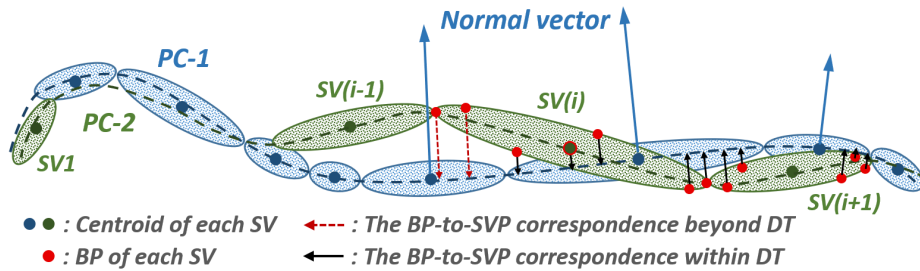 Normal vector
PC-1
SV(i-1)
SV(i)
PC-2
SV1
SV(i+1)
: Centroid of each SV
: The BP-to-SVP correspondence beyond DT
: BP of each SV
: The BP-to-SVP correspondence within DT